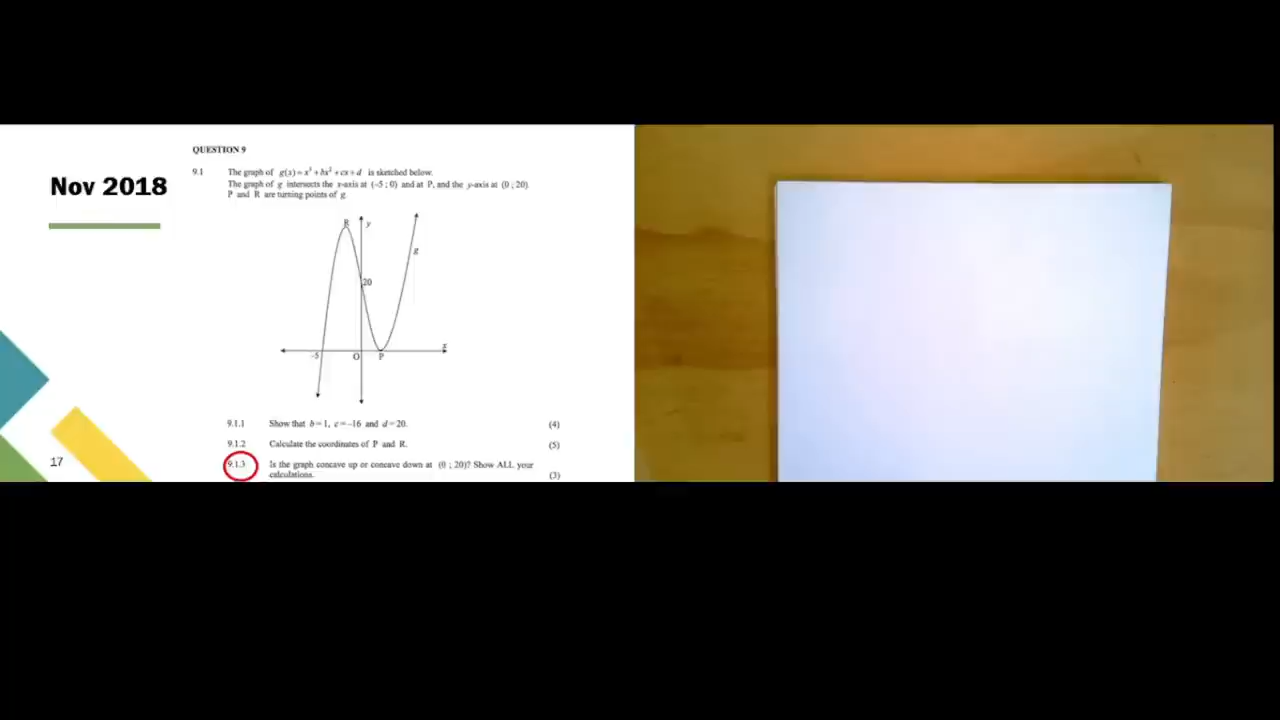 Nov 2018
17
QUESTION 9
9.1 The graph of g(x) = x³ + bx² + cx + d is sketched below.
The graph of g intersects the x-axis at (–5 ; 0) and at P, and the y-axis at (0 ; 20).
P and R are turning points of g.
R y
g
20
x
–5 O P
9.1.1 Show that b = 1, c = –16 and d = 20. (4)
9.1.2 Calculate the coordinates of P and R. (5)
9.1.3 Is the graph concave up or concave down at (0 ; 20)? Show ALL your
calculations. (3)